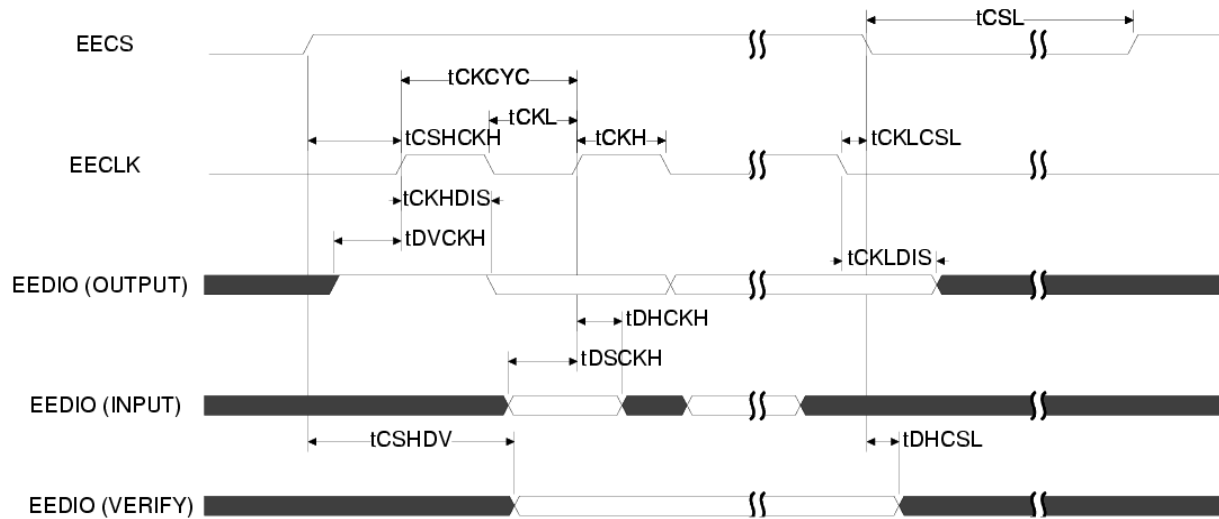 tCSL
EECS
tCKCYC
tCKL
tCSHCKH
tCKH
tCKLCSL
EECLK
tCKHDIS
tDVCKH
tCKLDIS
EEDIO (OUTPUT)
tDHCKH
tDSCKH
EEDIO (INPUT)
tCSHDV
tDHCSL
EEDIO (VERIFY)